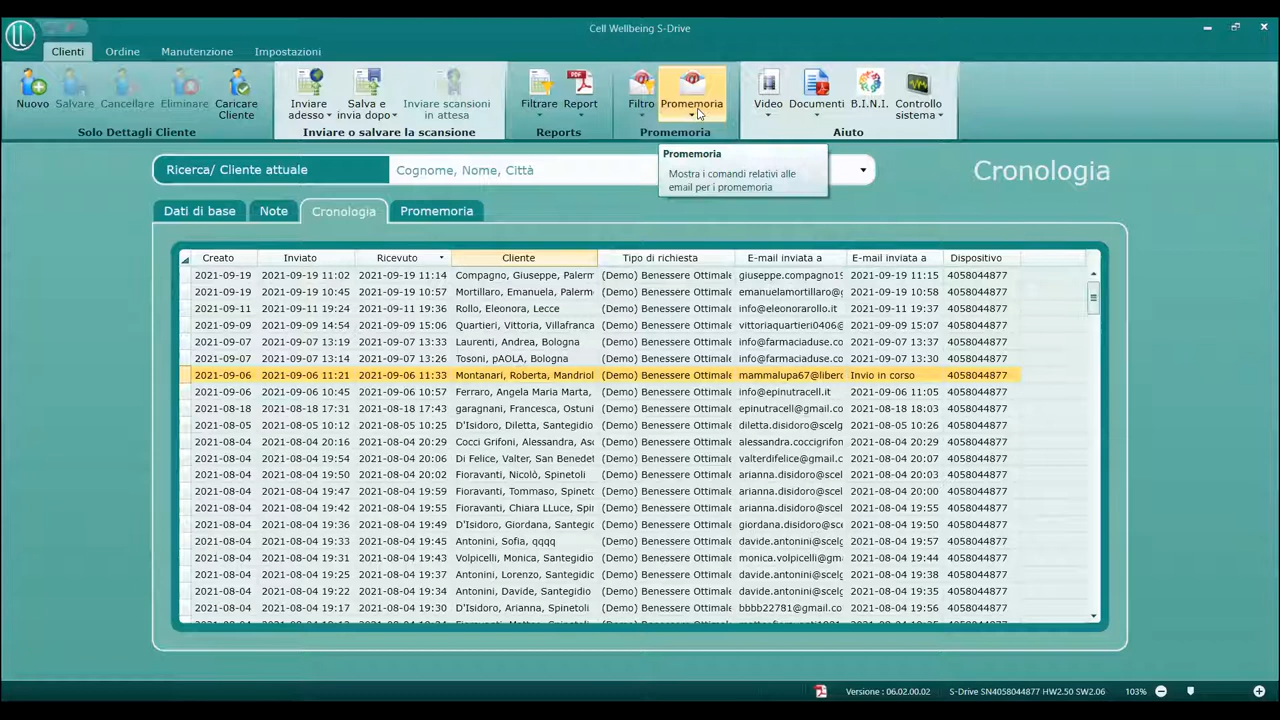 Cell Wellbeing S-Drive
Clienti Ordine Manutenzione Impostazioni
Nuovo Salvare Cancellare Eliminare Caricare Cliente
Solo Dettagli Cliente
Inviare adesso Salva e invia dopo Inviare scansioni in attesa
Inviare o salvare la scansione
Filtrare Report
Reports
Filtro Promemoria
Promemoria
Video Documenti B.I.N.I. Controllo sistema
Aiuto
Promemoria
Mostra i comandi relativi alle
email per i promemoria
Ricerca/ Cliente attuale Cognome, Nome, Città
Cronologia
Dati di base Note Cronologia Promemoria
Creato Inviato Ricevuto Cliente Tipo di richiesta E-mail inviata a E-mail inviata a Dispositivo
2021-09-19 2021-09-19 11:02 2021-09-19 11:14 Compagno, Giuseppe, Palerm (Demo) Benessere Ottimale giuseppe.compagno19 2021-09-19 11:15 4058044877
2021-09-19 2021-09-19 10:45 2021-09-19 10:57 Mortillaro, Emanuela, Palerm (Demo) Benessere Ottimale emanuelamortillaro@g 2021-09-19 10:58 4058044877
2021-09-11 2021-09-11 19:24 2021-09-11 19:36 Rollo, Eleonora, Lecce (Demo) Benessere Ottimale info@eleonorarollo.it 2021-09-11 19:37 4058044877
2021-09-09 2021-09-09 14:54 2021-09-09 15:06 Quartieri, Vittoria, Villafranca (Demo) Benessere Ottimale vittoriaquartieri0406@ 2021-09-09 15:08 4058044877
2021-09-07 2021-09-07 13:19 2021-09-07 13:33 Laurenti, Andrea, Bologna (Demo) Benessere Ottimale info@farmaciaduse.co 2021-09-07 13:37 4058044877
2021-09-07 2021-09-07 13:14 2021-09-07 13:26 Tosoni, pAOLA, Bologna (Demo) Benessere Ottimale info@farmaciaduse.co 2021-09-07 13:30 4058044877
2021-09-06 2021-09-06 11:21 2021-09-06 11:33 Montanari, Roberta, Mandriol (Demo) Benessere Ottimale mammalupa67@liberc Invio in corso 4058044877
2021-09-06 2021-09-06 10:45 2021-09-06 10:57 Ferraro, Angela Maria Marta, (Demo) Benessere Ottimale info@epinutracell.it 2021-09-06 11:05 4058044877
2021-08-18 2021-08-18 17:31 2021-08-18 17:43 garagnani, Francesca, Ostuni (Demo) Benessere Ottimale epinutracell@gmail.co 2021-08-18 18:03 4058044877
2021-08-05 2021-08-05 10:12 2021-08-05 10:25 D'Isidoro, Diletta, Santegidio (Demo) Benessere Ottimale diletta.disidoro@scelg 2021-08-05 10:26 4058044877
2021-08-04 2021-08-04 20:16 2021-08-04 20:29 Cocci Grifoni, Alessandra, Asc (Demo) Benessere Ottimale alessandra.coccigrifon 2021-08-04 20:29 4058044877
2021-08-04 2021-08-04 19:54 2021-08-04 20:06 Di Felice, Valter, San Benedet (Demo) Benessere Ottimale valterdifelice@gmail.c 2021-08-04 20:07 4058044877
2021-08-04 2021-08-04 19:50 2021-08-04 20:02 Fioravanti, Nicolò, Spinetoli (Demo) Benessere Ottimale arianna.disidoro@scel 2021-08-04 20:03 4058044877
2021-08-04 2021-08-04 19:47 2021-08-04 19:59 Fioravanti, Tommaso, Spinetc (Demo) Benessere Ottimale arianna.disidoro@scel 2021-08-04 20:00 4058044877
2021-08-04 2021-08-04 19:42 2021-08-04 19:55 Fioravanti, Chiara LLuce, Spir (Demo) Benessere Ottimale arianna.disidoro@scel 2021-08-04 19:55 4058044877
2021-08-04 2021-08-04 19:36 2021-08-04 19:49 D'Isidoro, Giordana, Santegic (Demo) Benessere Ottimale giordana.disidoro@sc 2021-08-04 19:50 4058044877
2021-08-04 2021-08-04 19:33 2021-08-04 19:45 Antonini, Sofia, qqqq (Demo) Benessere Ottimale davide.antonini@scelg 2021-08-04 19:57 4058044877
2021-08-04 2021-08-04 19:31 2021-08-04 19:43 Volpicelli, Monica, Santegidio (Demo) Benessere Ottimale monica.volpicelli@gm 2021-08-04 19:44 4058044877
2021-08-04 2021-08-04 19:25 2021-08-04 19:37 Antonini, Lorenzo, Santegidio (Demo) Benessere Ottimale davide.antonini@scelg 2021-08-04 19:38 4058044877
2021-08-04 2021-08-04 19:22 2021-08-04 19:34 Antonini, Davide, Santegidio (Demo) Benessere Ottimale davide.antonini@scelg 2021-08-04 19:35 4058044877
2021-08-04 2021-08-04 19:17 2021-08-04 19:30 D'Isidoro, Arianna, Spinetoli (Demo) Benessere Ottimale bbbb22781@gmail.co 2021-08-04 19:56 4058044877
Versione : 06.02.00.02 S-Drive SN4058044877 HW2.50 SW2.06 103%